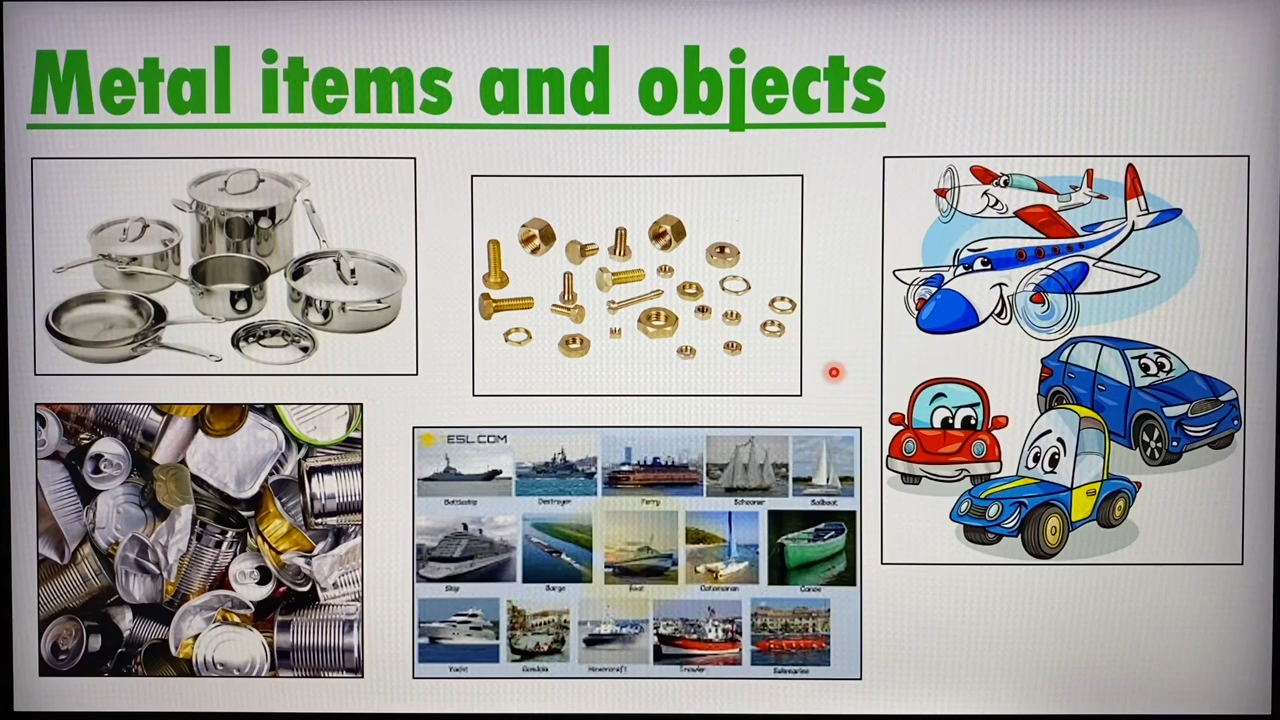 Metal items and objects
ESL.COM
Battleship Destroyer Ferry Schooner Sailboat
Ship Barge Boat Catamaran Canoe
Yacht Gondola Hovercraft Trawler Submarine